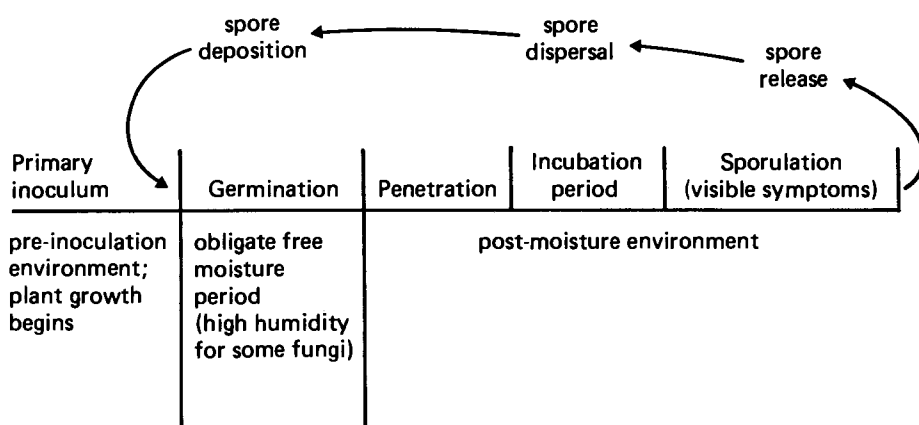 spore
deposition
spore
dispersal
spore
release
Primary
inoculum
Germination
Penetration
Incubation
period
Sporulation
(visible symptoms)
pre-inoculation
environment;
plant growth
begins
obligate free
moisture
period
(high humidity
for some fungi)
post-moisture environment